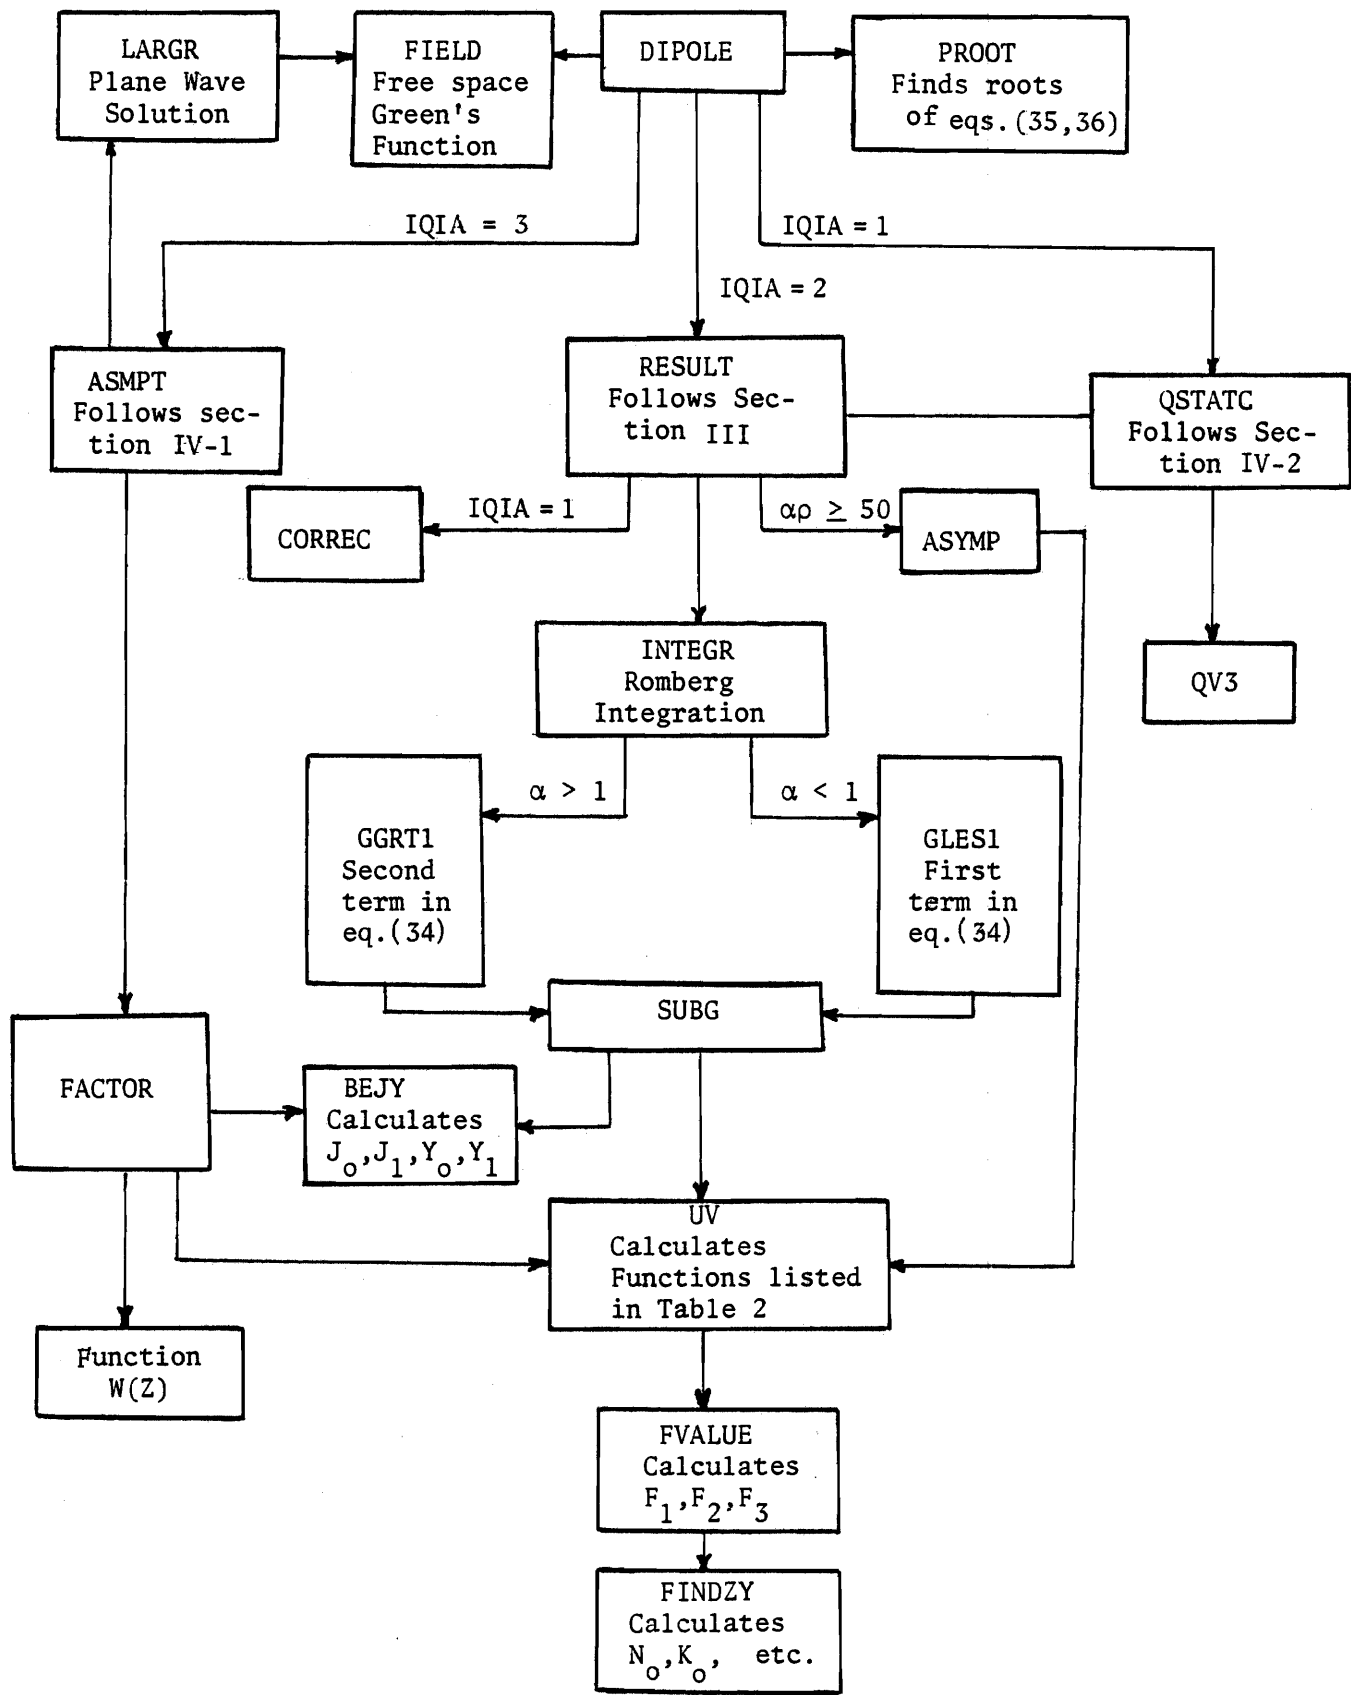 LARGR
Plane Wave
Solution
FIELD
Free space
Green's
Function
DIPOLE
PROOT
Finds roots
of eqs.(35,36)
IQIA = 3
IQIA = 1
IQIA = 2
ASMPT
Follows sec-
tion IV-1
RESULT
Follows Sec-
tion III
QSTATC
Follows Sec-
tion IV-2
IQIA = 1
CORREC
αρ ≥ 50
ASYMP
INTEGR
Romberg
Integration
QV3
α > 1
α < 1
GGRT1
Second
term in
eq.(34)
GLES1
First
term in
eq.(34)
SUBG
FACTOR
BEJY
Calculates
J₀,J₁,Y₀,Y₁
UV
Calculates
Functions listed
in Table 2
Function
W(Z)
FVALUE
Calculates
F₁,F₂,F₃
FINDZY
Calculates
N₀,K₀, etc.